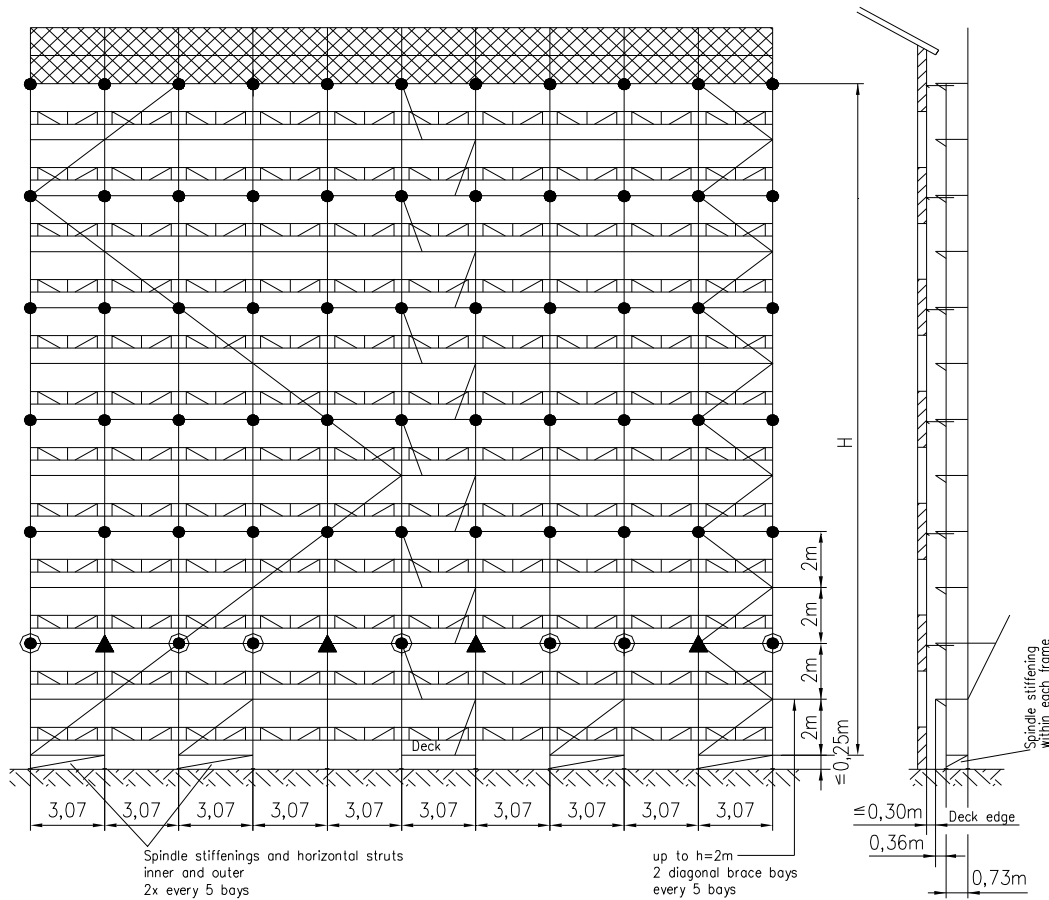 H
2m
2m
2m
2m
≤0,25m
Deck
3,07
3,07
3,07
3,07
3,07
3,07
3,07
3,07
3,07
3,07
Spindle stiffenings and horizontal struts
inner and outer
2x every 5 bays
up to h=2m
2 diagonal brace bays
every 5 bays
Spindle stiffening
within each frame
≤0,30m
Deck edge
0,36m
0,73m